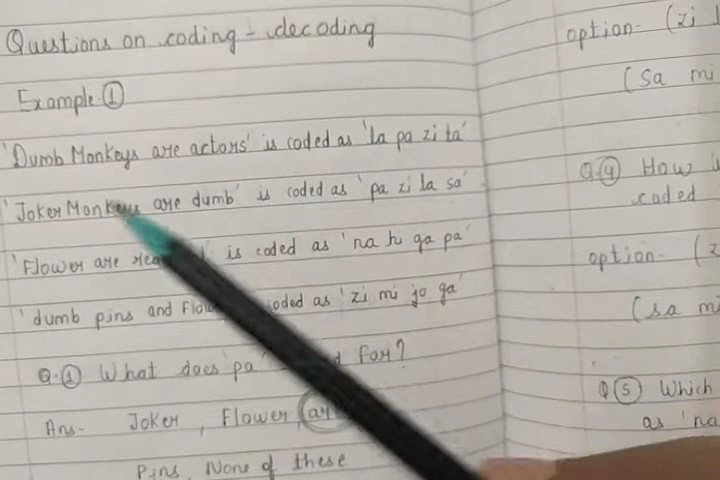 Questions on coding - decoding
Example. ①
'Dumb Monkeys are actors' is coded as 'la pa zi ta'
'Joker Monkeys are dumb' is coded as 'pa zi la sa'
'Flower are is coded as 'na hi ga pa'
'dumb pins and coded as 'zi mi jo ga'
Q.① What does 'pa' for?
Ans- Joker, Flower,
Pins, None of these
option- (zi
(sa mi
Q.④ How
coded
option- (
(sa
Q⑤ Which
as 'na